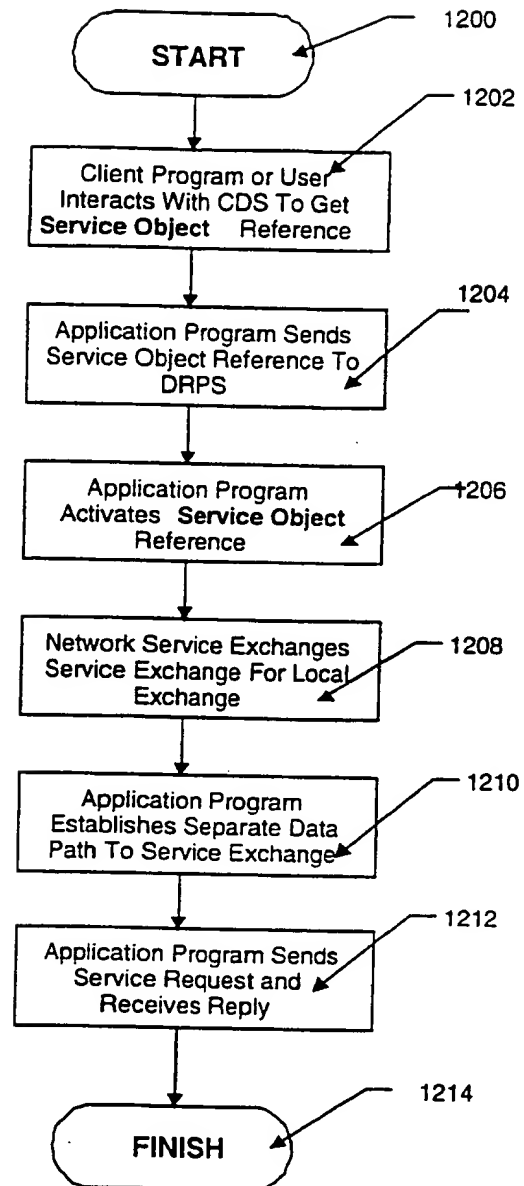 1200
START
1202
Client Program or User
Interacts With CDS To Get
Service Object Reference
1204
Application Program Sends
Service Object Reference To
DRPS
Application Program
Activates Service Object
Reference
1206
Network Service Exchanges
Service Exchange For Local
Exchange
1208
Application Program
Establishes Separate Data
Path To Service Exchange
1210
Application Program Sends
Service Request and
Receives Reply
1212
1214
FINISH